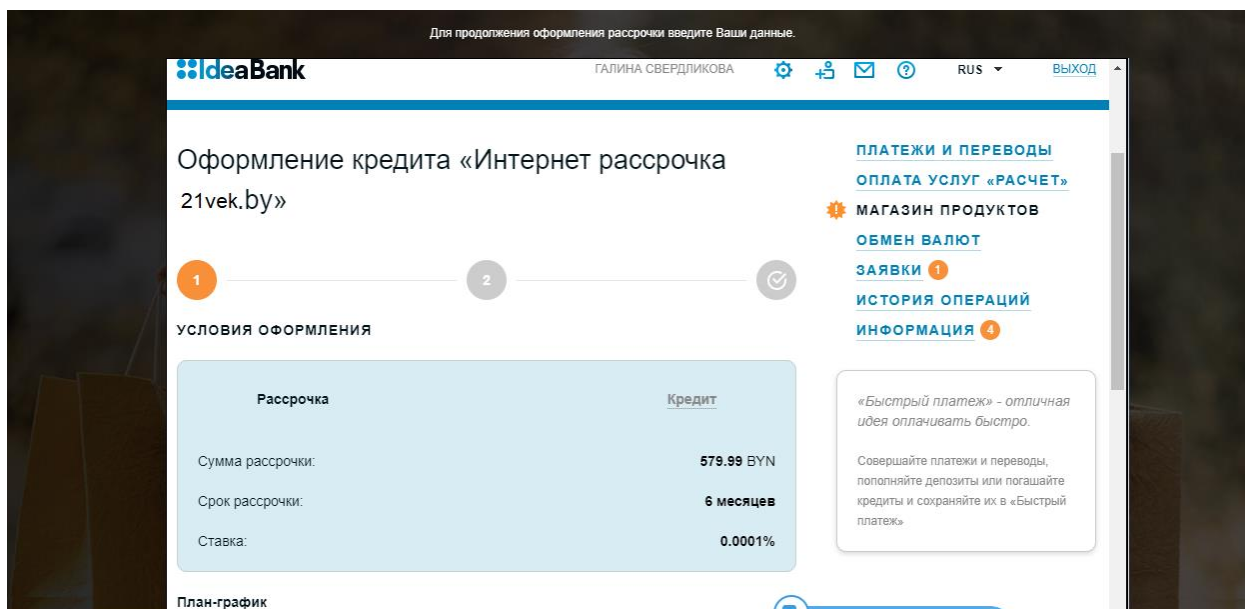 Для продолжения оформления рассрочки введите Ваши данные.
IdeaBank
ГАЛИНА СВЕРДЛИКОВА
RUS
ВЫХОД
Оформление кредита «Интернет рассрочка
21vek.by»
1
2
УСЛОВИЯ ОФОРМЛЕНИЯ
Рассрочка
Кредит
Сумма рассрочки: 579.99 BYN
Срок рассрочки: 6 месяцев
Ставка: 0.0001%
План-график
ПЛАТЕЖИ И ПЕРЕВОДЫ
ОПЛАТА УСЛУГ «РАСЧЕТ»
МАГАЗИН ПРОДУКТОВ
ОБМЕН ВАЛЮТ
ЗАЯВКИ 1
ИСТОРИЯ ОПЕРАЦИЙ
ИНФОРМАЦИЯ 4
«Быстрый платеж» - отличная
идея оплачивать быстро.
Совершайте платежи и переводы,
пополняйте депозиты или погашайте
кредиты и сохраняйте их в «Быстрый
платеж»